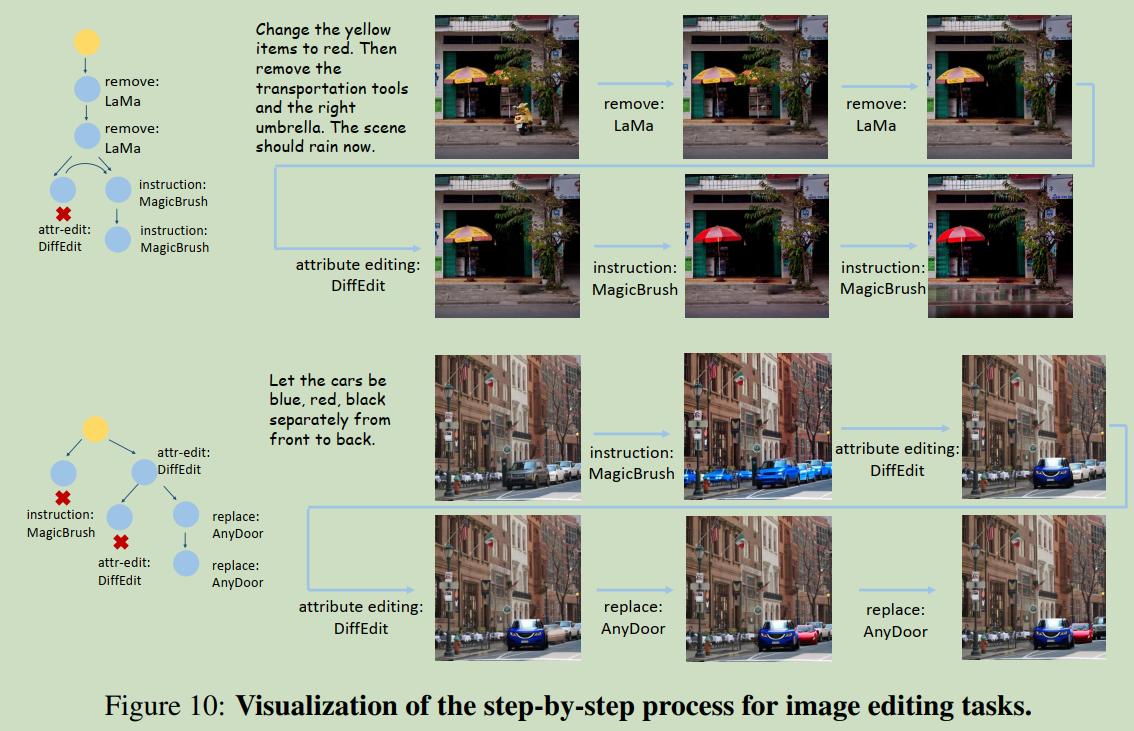 remove:
LaMa
remove:
LaMa
instruction:
MagicBrush
attr-edit:
DiffEdit
instruction:
MagicBrush
Change the yellow
items to red. Then
remove the
transportation tools
and the right
umbrella. The scene
should rain now.
remove:
LaMa
remove:
LaMa
attribute editing:
DiffEdit
instruction:
MagicBrush
instruction:
MagicBrush
attr-edit:
DiffEdit
instruction:
MagicBrush
attr-edit:
DiffEdit
replace:
AnyDoor
replace:
AnyDoor
Let the cars be
blue, red, black
separately from
front to back.
instruction:
MagicBrush
attribute editing:
DiffEdit
attribute editing:
DiffEdit
replace:
AnyDoor
replace:
AnyDoor
Figure 10: Visualization of the step-by-step process for image editing tasks.